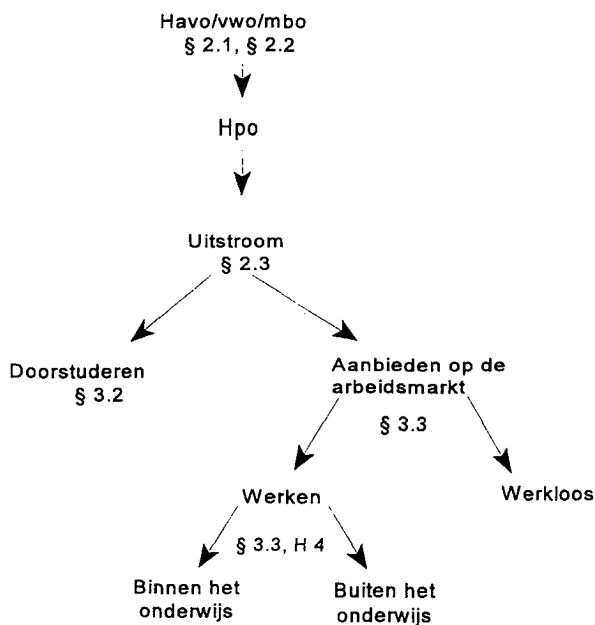 Havo/vwo/mbo
§ 2.1, § 2.2
Hpo
Uitstroom
§ 2.3
Doorstuderen
§ 3.2
Aanbieden op de
arbeidsmarkt
§ 3.3
Werken
Werkloos
§ 3.3, H 4
Binnen het
onderwijs
Buiten het
onderwijs